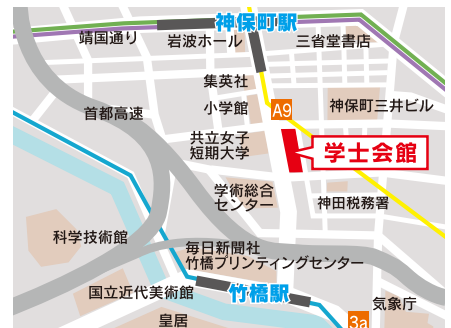 神保町駅
靖国通り
岩波ホール
三省堂書店
集英社
小学館
A9
神保町三井ビル
首都高速
共立女子
短期大学
学士会館
学術総合
センター
神田税務署
科学技術館
毎日新聞社
竹橋プリンティングセンター
国立近代美術館
竹橋駅
気象庁
皇居
3a